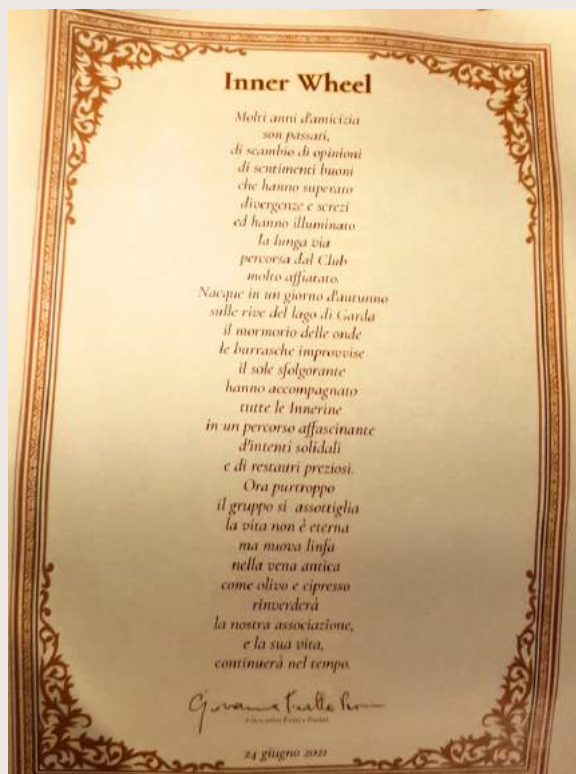 Inner Wheel
Molti anni d'amicizia
son passati,
di scambio di opinioni
di sentimenti buoni
che hanno superato
divergenze e screzi
ed hanno illuminato
la lunga via
percorsa dal Club
molto affiatato.
Nacque in un giorno d'autunno
sulle rive del lago di Garda
il mormorio delle onde
le burrasche improvvise
il sole sfolgorante
hanno accompagnato
tutte le Innerine
in un percorso affascinante
d'intenti solidali
e di restauri preziosi.
Ora purtroppo
il gruppo si assottiglia
la vita non è eterna
ma nuova linfa
nella vena antica
come olivo e cipresso
rinverderà
la nostra associazione,
e la sua vita,
continuerà nel tempo.
Giovanna
24 giugno 2021